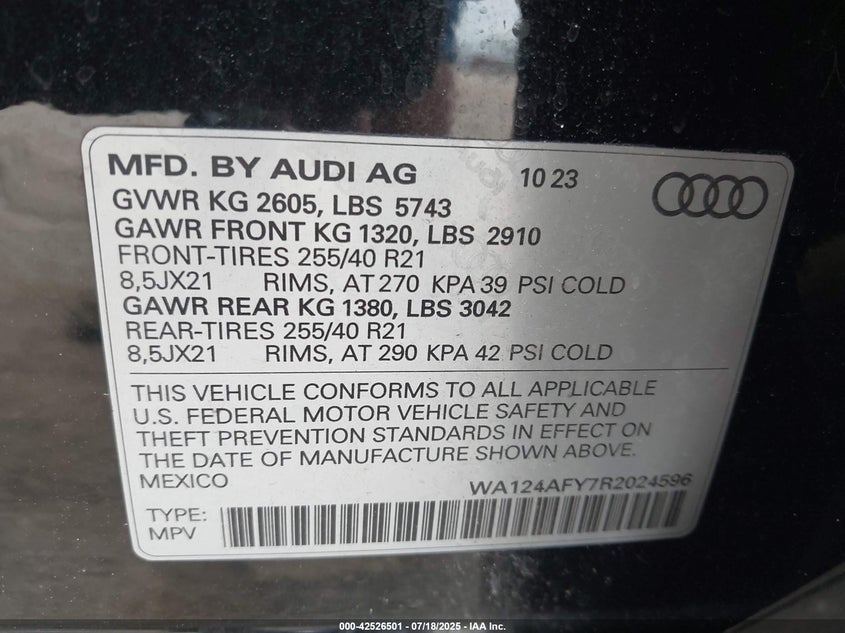 MFD. BY AUDI AG 10 23
GVWR KG 2605, LBS 5743
GAWR FRONT KG 1320, LBS 2910
FRONT-TIRES 255/40 R21
8,5JX21 RIMS, AT 270 KPA 39 PSI COLD
GAWR REAR KG 1380, LBS 3042
REAR-TIRES 255/40 R21
8,5JX21 RIMS, AT 290 KPA 42 PSI COLD
THIS VEHICLE CONFORMS TO ALL APPLICABLE
U.S. FEDERAL MOTOR VEHICLE SAFETY AND
THEFT PREVENTION STANDARDS IN EFFECT ON
THE DATE OF MANUFACTURE SHOWN ABOVE.
MEXICO WA124AFY7R2024596
TYPE:
MPV
000-42526501 - 07/18/2025 - IAA Inc.